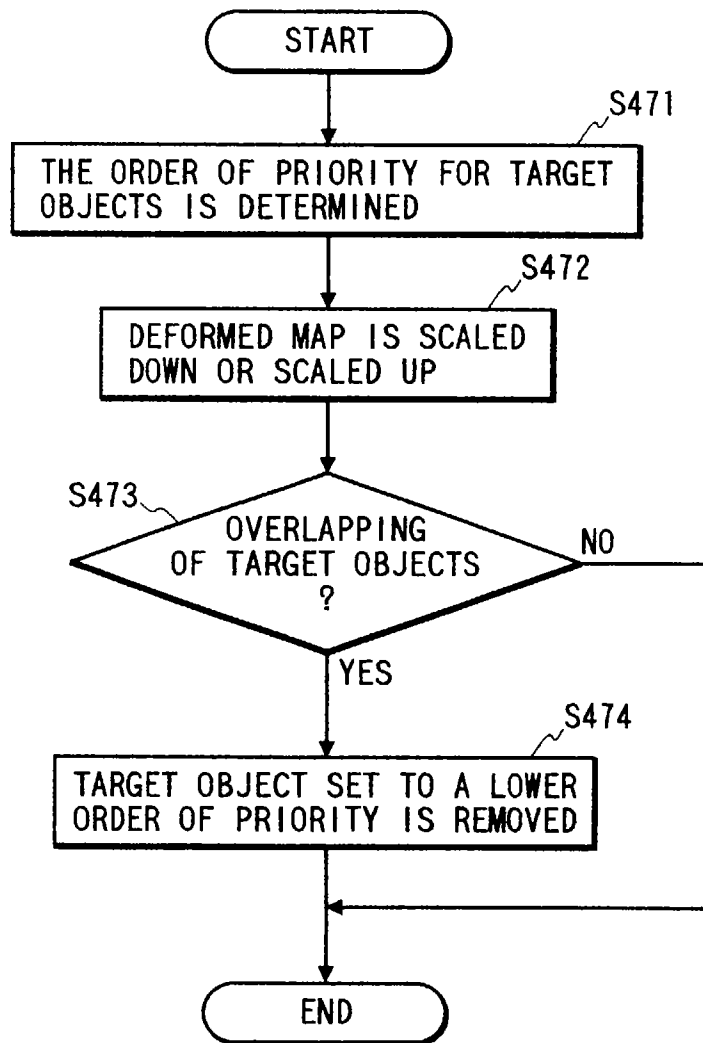 START
S471
THE ORDER OF PRIORITY FOR TARGET
OBJECTS IS DETERMINED
S472
DEFORMED MAP IS SCALED
DOWN OR SCALED UP
S473
OVERLAPPING
OF TARGET OBJECTS
?
NO
YES
S474
TARGET OBJECT SET TO A LOWER
ORDER OF PRIORITY IS REMOVED
END